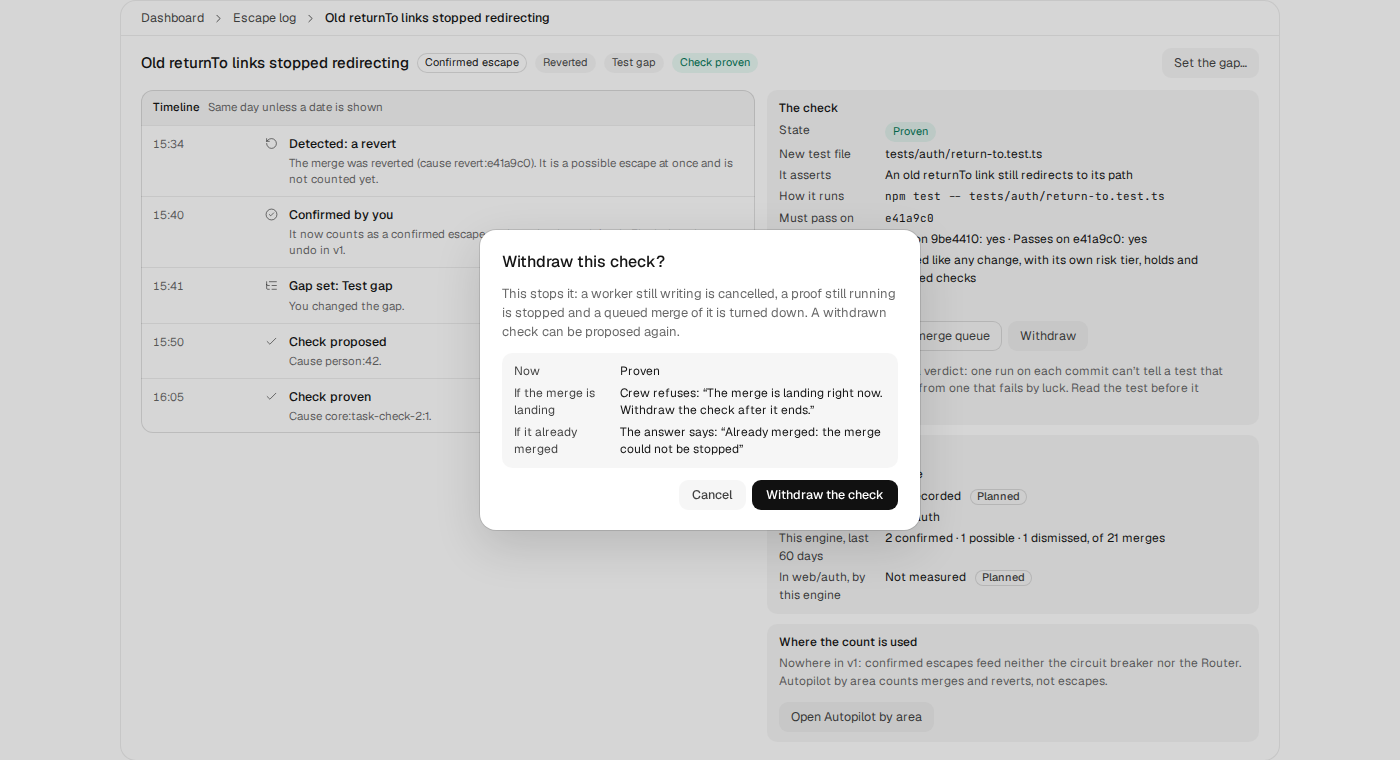 Dashboard > Escape log > Old returnTo links stopped redirecting
Old returnTo links stopped redirecting Confirmed escape Reverted Test gap Check proven Set the gap…
Timeline Same day unless a date is shown
15:34 Detected: a revert
The merge was reverted (cause revert:e41a9c0). It is a possible escape at once and is
not counted yet.
15:40 Confirmed by you
It now counts as a confirmed escape
undo in v1.
15:41 Gap set: Test gap
You changed the gap.
15:50 Check proposed
Cause person:42.
16:05 Check proven
Cause core:task-check-2:1.
The check
State Proven
New test file tests/auth/return-to.test.ts
It asserts An old returnTo link still redirects to its path
How it runs npm test -- tests/auth/return-to.test.ts
Must pass on e41a9c0
on 9be4410: yes · Passes on e41a9c0: yes
like any change, with its own risk tier, holds and
checks
merge queue Withdraw
verdict: one run on each commit can't tell a test that
from one that fails by luck. Read the test before it
Withdraw this check?
This stops it: a worker still writing is cancelled, a proof still running
is stopped and a queued merge of it is turned down. A withdrawn
check can be proposed again.
Now Proven
If the merge is landing Crew refuses: “The merge is landing right now.
Withdraw the check after it ends.”
If it already merged The answer says: “Already merged: the merge
could not be stopped”
Cancel Withdraw the check
Planned
This engine, last 60 days 2 confirmed · 1 possible · 1 dismissed, of 21 merges
In web/auth, by this engine Not measured Planned
Where the count is used
Nowhere in v1: confirmed escapes feed neither the circuit breaker nor the Router.
Autopilot by area counts merges and reverts, not escapes.
Open Autopilot by area